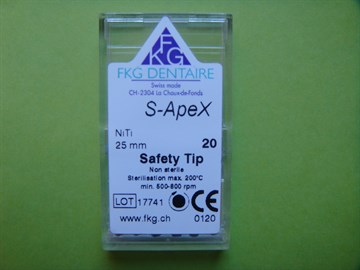 FKG
FKG DENTAIRE
Swiss made
CH-2304 La Chaux-de-Fonds
S-ApeX
NiTi
25 mm 20
Safety Tip
Non sterile
Sterilisation max. 200°C
min. 500-600 rpm
LOT 17741 CE
www.fkg.ch 0120